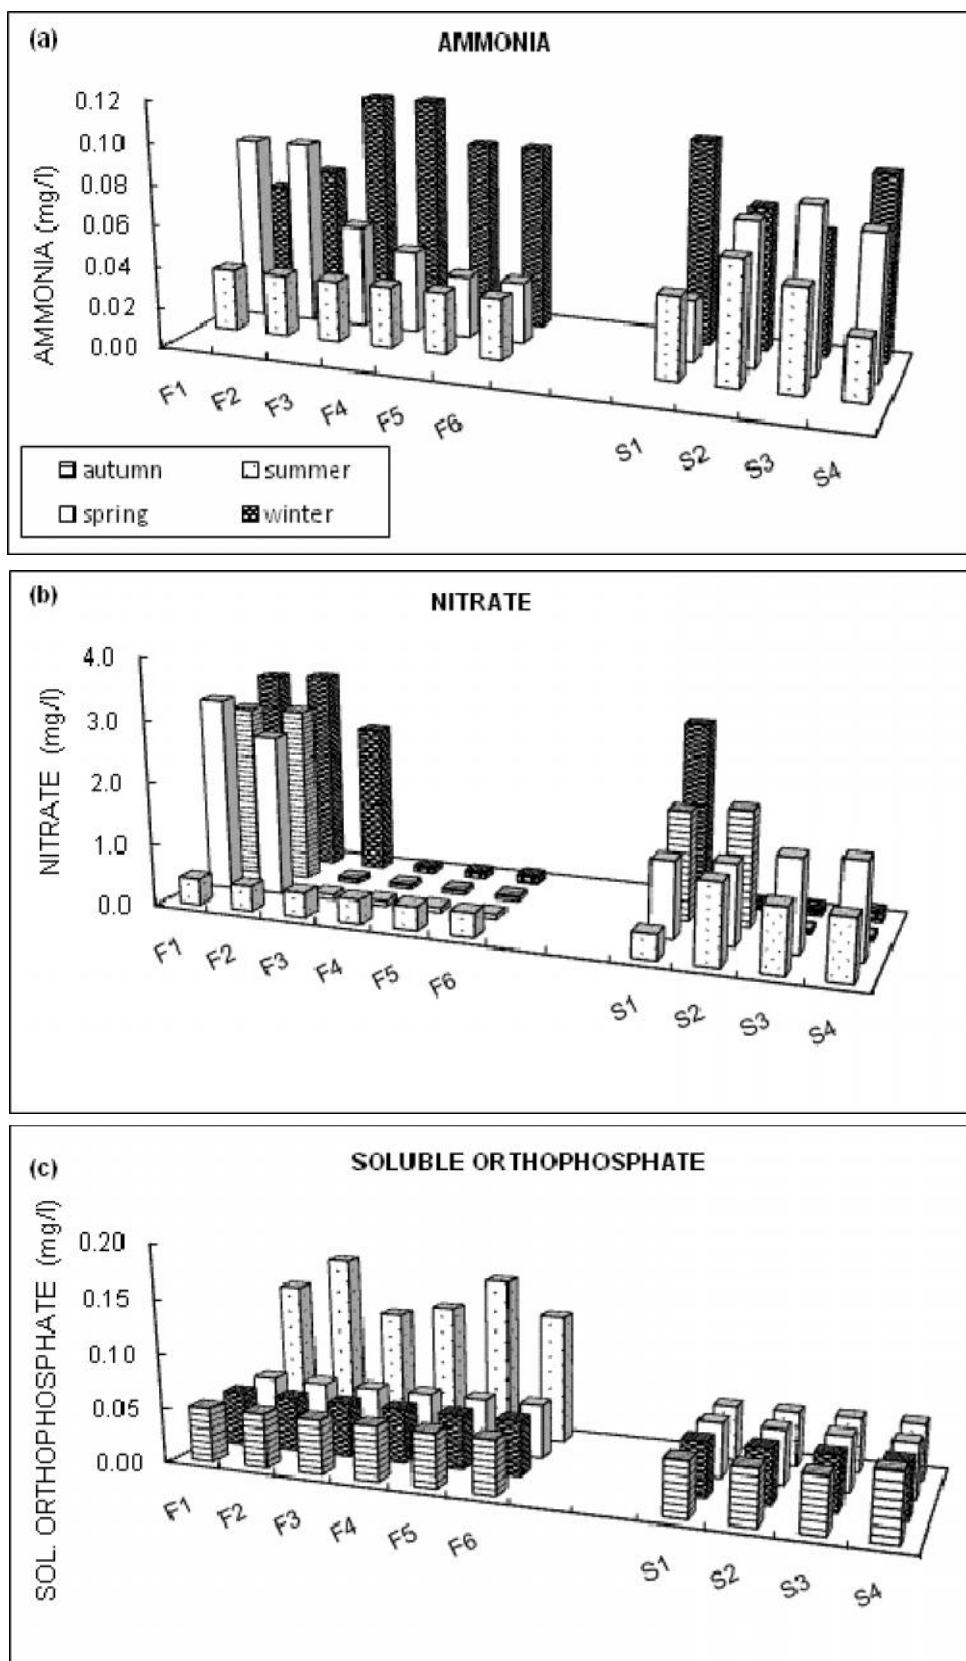 (a)
AMMONIA
0.12
0.10
0.08
0.06
0.04
0.02
0.00
AMMONIA (mg/l)
F1 F2 F3 F4 F5 F6 S1 S2 S3 S4
autumn summer
spring winter
(b)
NITRATE
4.0
3.0
2.0
1.0
0.0
NITRATE (mg/l)
F1 F2 F3 F4 F5 F6 S1 S2 S3 S4
(c)
SOLUBLE ORTHOPHOSPHATE
0.20
0.15
0.10
0.05
0.00
SOL. ORTHOPHOSPHATE (mg/l)
F1 F2 F3 F4 F5 F6 S1 S2 S3 S4